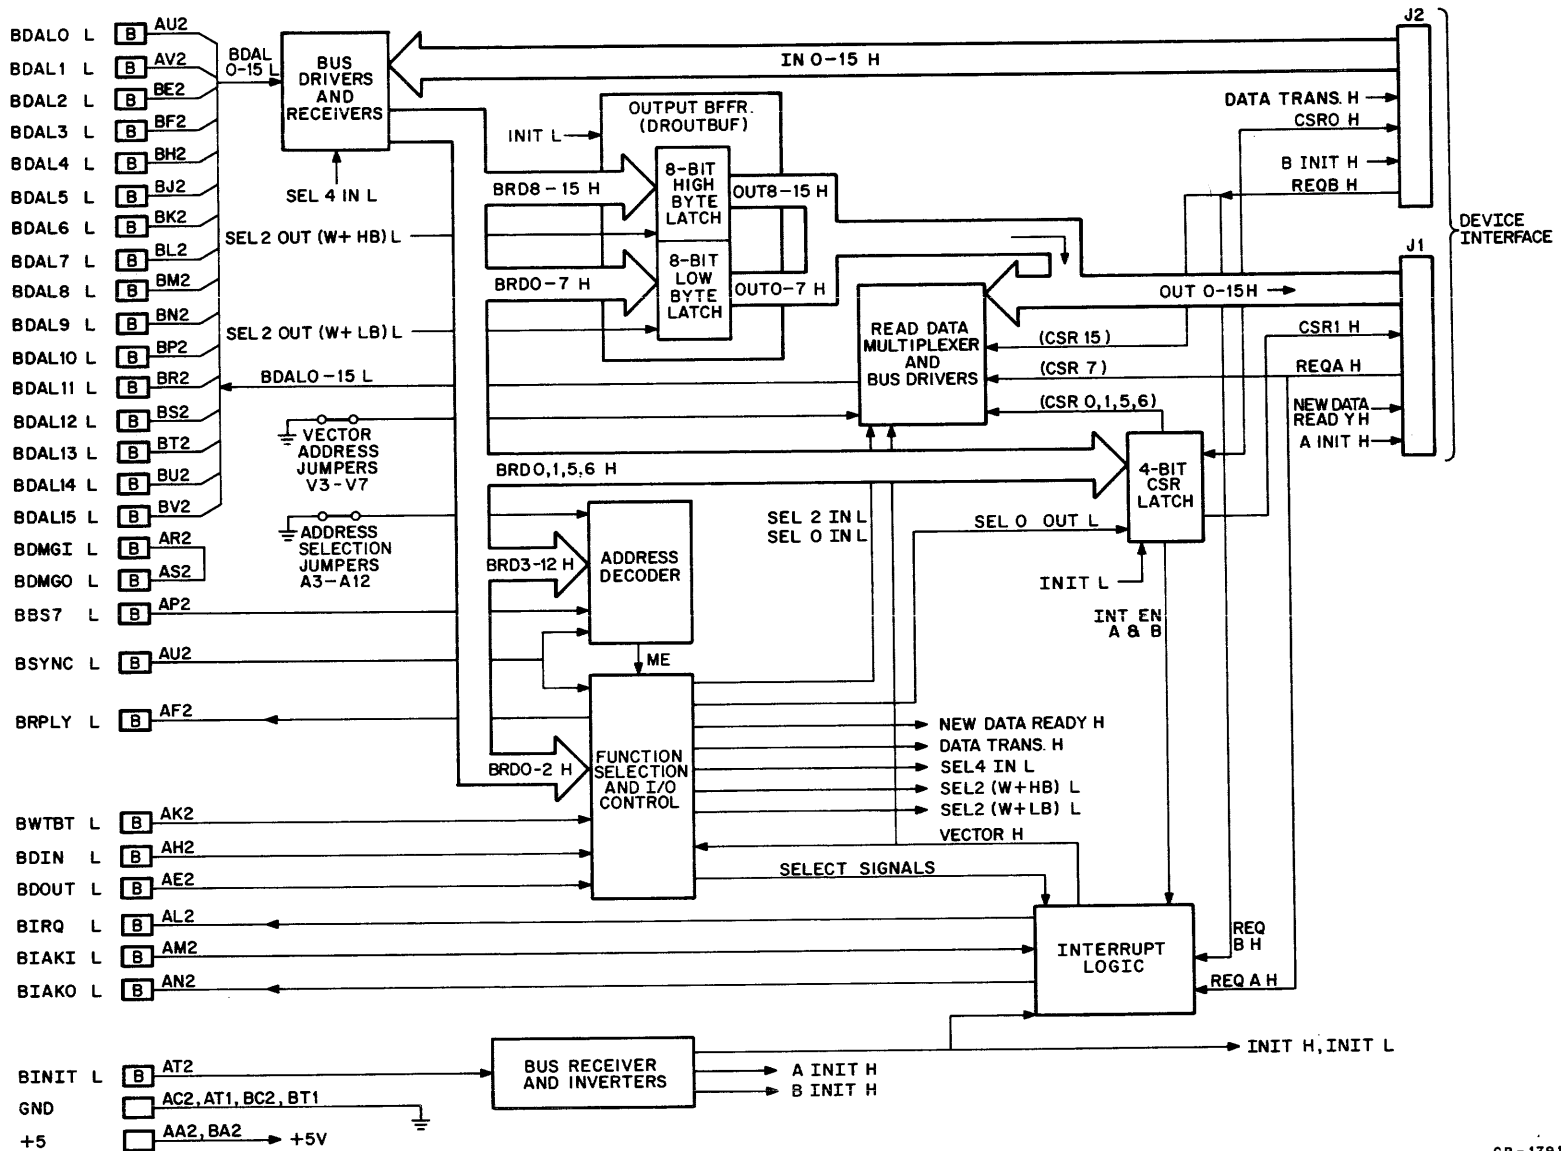 BDAL0 L B AU2
BDAL1 L B AV2
BDAL2 L B BE2
BDAL3 L B BF2
BDAL4 L B BH2
BDAL5 L B BJ2
BDAL6 L B BK2
BDAL7 L B BL2
BDAL8 L B BM2
BDAL9 L B BN2
BDAL10 L B BP2
BDAL11 L B BR2
BDAL12 L B BS2
BDAL13 L B BT2
BDAL14 L B BU2
BDAL15 L B BV2
BDMGI L B AR2
BDMGO L B AS2
BBS7 L B AP2
BSYNC L B AU2
BRPLY L B AF2
BWTBT L B AK2
BDIN L B AH2
BDOUT L B AE2
BIRQ L B AL2
BIAKI L B AM2
BIAKO L B AN2
BINIT L B AT2
GND AC2, AT1, BC2, BT1
+5 AA2, BA2 +5V
BDAL
0-15 L
BUS
DRIVERS
AND
RECEIVERS
SEL 4 IN L
SEL 2 OUT (W+ HB) L
SEL 2 OUT (W+ LB) L
BDAL0-15 L
VECTOR
ADDRESS
JUMPERS
V3-V7
ADDRESS
SELECTION
JUMPERS
A3-A12
IN 0-15 H
INIT L
OUTPUT BFFR.
(DROUTBUF)
BRD8-15 H
8-BIT
HIGH
BYTE
LATCH
OUT8-15 H
BRD0-7 H
8-BIT
LOW
BYTE
LATCH
OUT0-7 H
READ DATA
MULTIPLEXER
AND
BUS DRIVERS
(CSR 15)
(CSR 7)
(CSR 0,1,5,6)
BRD 0,1,5,6 H
4-BIT
CSR
LATCH
SEL 2 IN L
SEL 0 IN L
SEL 0 OUT L
INIT L
INT EN
A & B
BRD3-12 H
ADDRESS
DECODER
ME
BRD0-2 H
FUNCTION
SELECTION
AND I/O
CONTROL
NEW DATA READY H
DATA TRANS. H
SEL4 IN L
SEL2 (W+HB) L
SEL2 (W+LB) L
VECTOR H
SELECT SIGNALS
INTERRUPT
LOGIC
REQ
B H
REQ A H
BUS RECEIVER
AND INVERTERS
INIT H, INIT L
A INIT H
B INIT H
J2
DATA TRANS. H
CSR0 H
B INIT H
REQB H
DEVICE
INTERFACE
J1
OUT 0-15H
CSR1 H
REQA H
NEW DATA
READY H
A INIT H